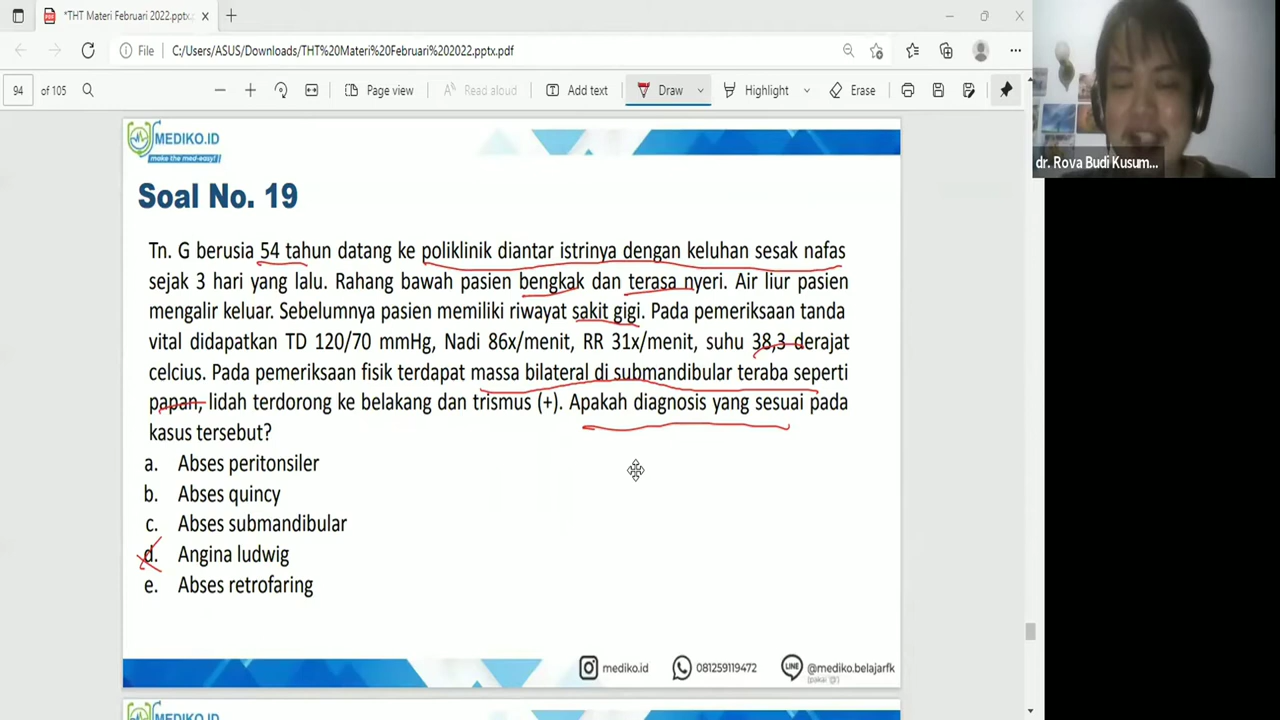 *THT Materi Februari 2022.pptx.
File
C:/Users/ASUS/Downloads/THT%20Materi%20Februari%202022.pptx.pdf
94 of 105
Page view
Read aloud
Add text
Draw
Highlight
Erase
dr. Rova Budi Kusum...
MEDIKO.ID
make the med-easy!
Soal No. 19
Tn. G berusia 54 tahun datang ke poliklinik diantar istrinya dengan keluhan sesak nafas
sejak 3 hari yang lalu. Rahang bawah pasien bengkak dan terasa nyeri. Air liur pasien
mengalir keluar. Sebelumnya pasien memiliki riwayat sakit gigi. Pada pemeriksaan tanda
vital didapatkan TD 120/70 mmHg, Nadi 86x/menit, RR 31x/menit, suhu 38,3 derajat
celcius. Pada pemeriksaan fisik terdapat massa bilateral di submandibular teraba seperti
papan, lidah terdorong ke belakang dan trismus (+). Apakah diagnosis yang sesuai pada
kasus tersebut?
a. Abses peritonsiler
b. Abses quincy
c. Abses submandibular
d. Angina ludwig
e. Abses retrofaring
mediko.id
081259119472
LINE
@mediko.belajarfk
(pakai '@')
MEDIKO.ID